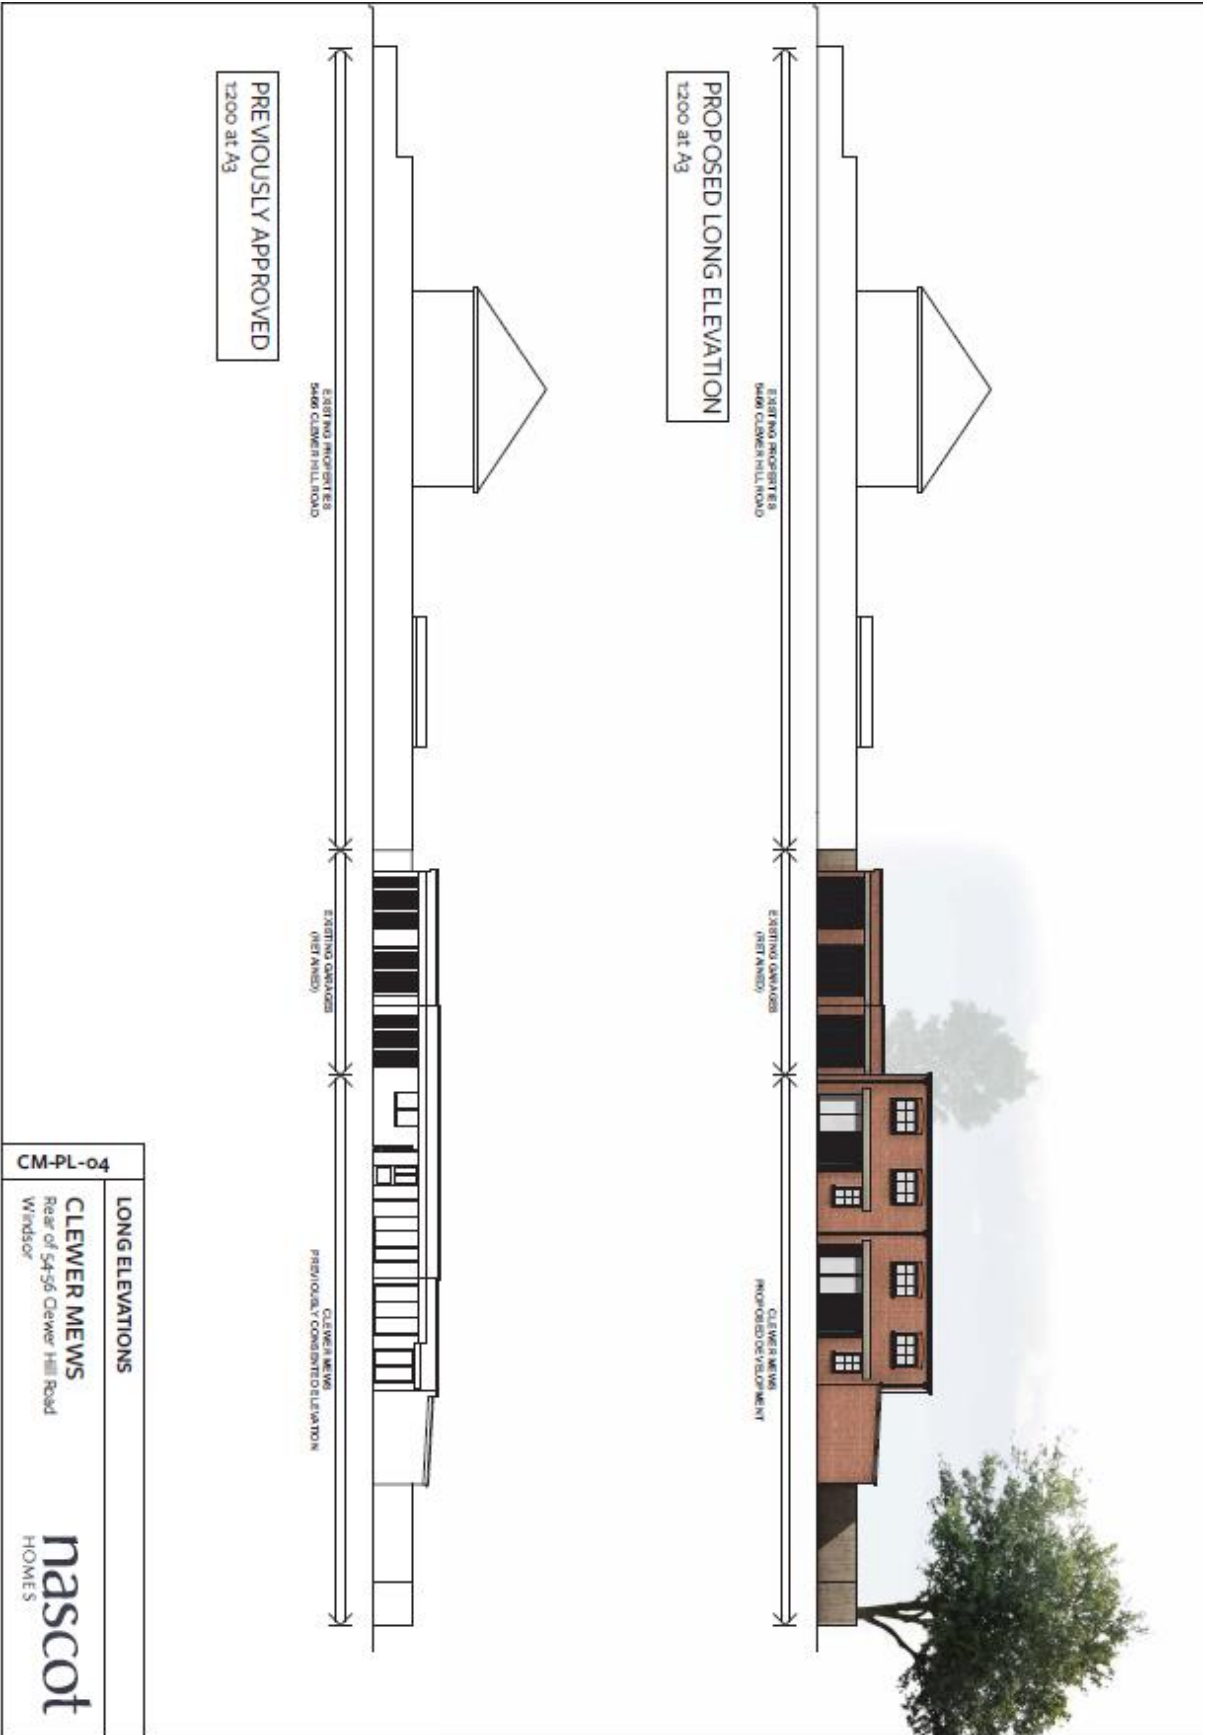 PROPOSED LONG ELEVATION
1:200 at A3
EXISTING PROPERTIES
54-66 CLEWER HILL ROAD
EXISTING GARAGES
(RETAINED)
CLEWER MEWS
PROPOSED DEVELOPMENT
PREVIOUSLY APPROVED
1:200 at A3
EXISTING PROPERTIES
54-66 CLEWER HILL ROAD
EXISTING GARAGES
(RETAINED)
CLEWER MEWS
PREVIOUSLY CONSENTED ELEVATION
LONG ELEVATIONS
CM-PL-04
CLEWER MEWS
Rear of 54-56 Clewer Hill Road
Windsor
nascot
HOMES